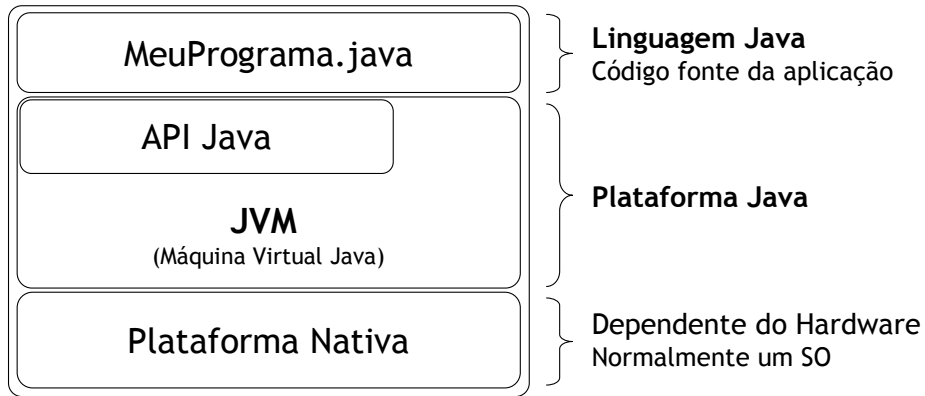 MeuPrograma.java
Linguagem Java
Código fonte da aplicação
API Java
JVM
(Máquina Virtual Java)
Plataforma Java
Plataforma Nativa
Dependente do Hardware
Normalmente um SO